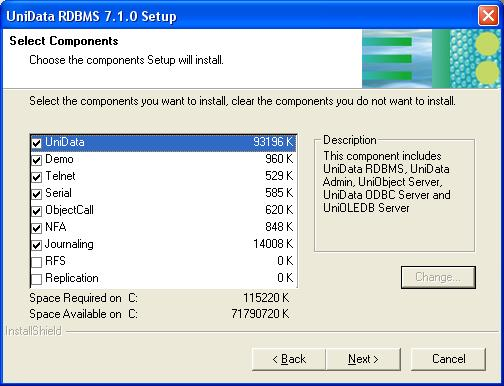 UniData RDBMS 7.1.0 Setup
Select Components
Choose the components Setup will install.
Select the components you want to install, clear the components you do not want to install.
UniData 93196 K
Demo 960 K
Telnet 529 K
Serial 585 K
ObjectCall 620 K
NFA 848 K
Journaling 14008 K
RFS 0 K
Replication 0 K
Description
This component includes
UniData RDBMS, UniData
Admin, UniObject Server,
UniData ODBC Server and
UniOLEDB Server
Change...
Space Required on C: 115220 K
Space Available on C: 71790720 K
InstallShield
< Back
Next >
Cancel